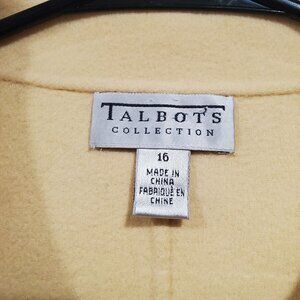 TALBOTS
COLLECTION
16
MADE IN
CHINA
FABRIQUÉ EN
CHINE